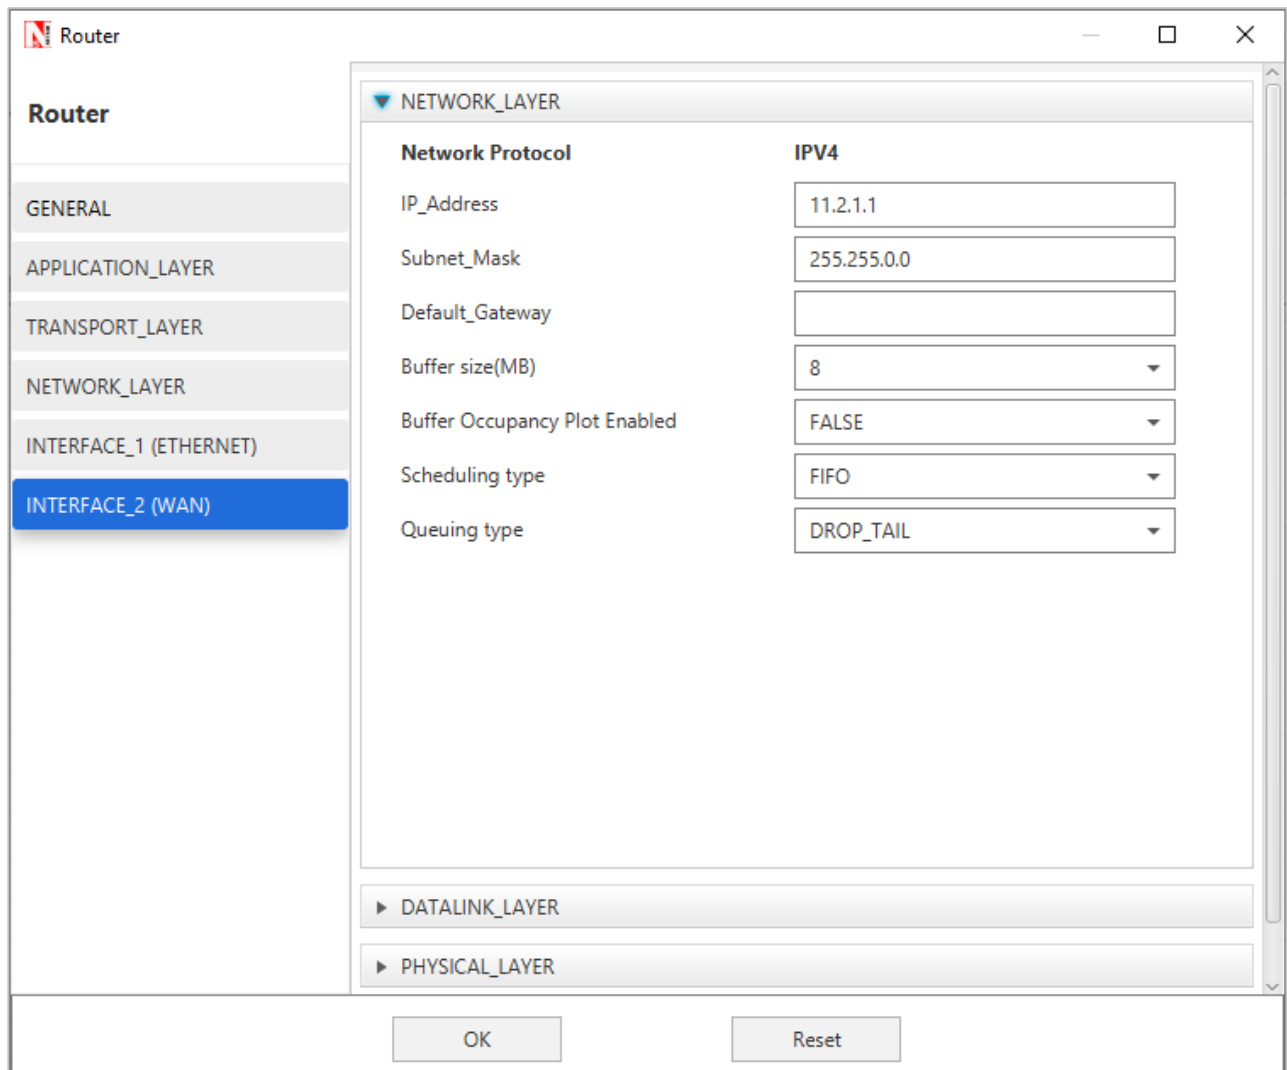 Router
Router
GENERAL
APPLICATION_LAYER
TRANSPORT_LAYER
NETWORK_LAYER
INTERFACE_1 (ETHERNET)
INTERFACE_2 (WAN)
NETWORK_LAYER
Network Protocol IPV4
IP_Address 11.2.1.1
Subnet_Mask 255.255.0.0
Default_Gateway
Buffer size(MB) 8
Buffer Occupancy Plot Enabled FALSE
Scheduling type FIFO
Queuing type DROP_TAIL
DATALINK_LAYER
PHYSICAL_LAYER
OK Reset